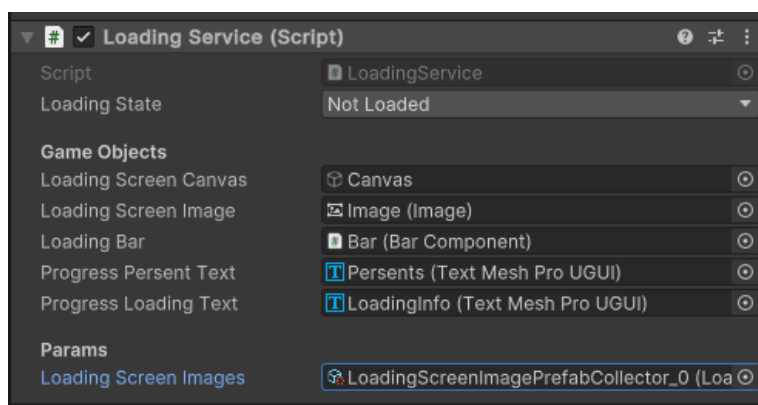 Loading Service (Script)
Script LoadingService
Loading State Not Loaded
Game Objects
Loading Screen Canvas Canvas
Loading Screen Image Image (Image)
Loading Bar Bar (Bar Component)
Progress Persent Text Persents (Text Mesh Pro UGUI)
Progress Loading Text LoadingInfo (Text Mesh Pro UGUI)
Params
Loading Screen Images LoadingScreenImagePrefabCollector_0 (Loa